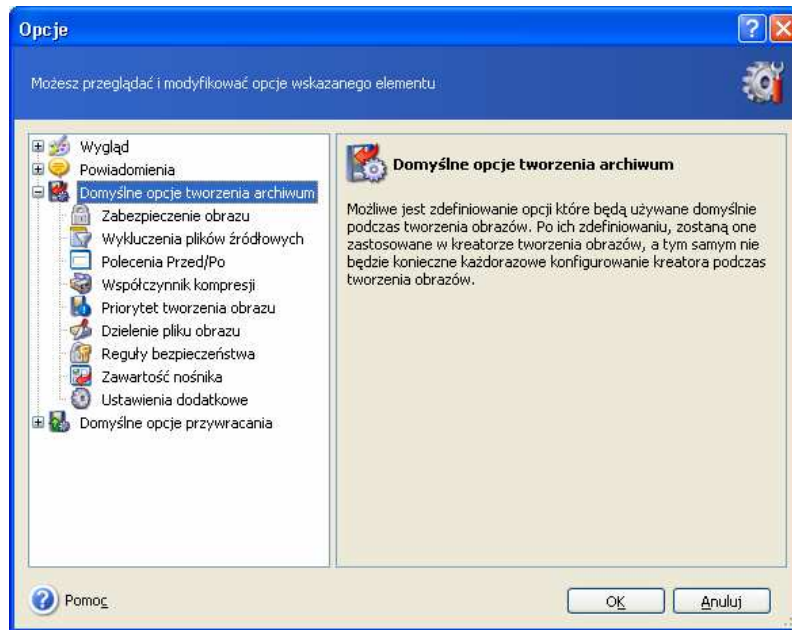 Opcje
Możesz przeglądać i modyfikować opcje wskazanego elementu
Wygląd
Powiadomienia
Domyślne opcje tworzenia archiwum
Zabezpieczenie obrazu
Wykluczenia plików źródłowych
Polecenia Przed/Po
Współczynnik kompresji
Priorytet tworzenia obrazu
Dzielenie pliku obrazu
Reguły bezpieczeństwa
Zawartość nośnika
Ustawienia dodatkowe
Domyślne opcje przywracania
Domyślne opcje tworzenia archiwum
Możliwe jest zdefiniowanie opcji które będą używane domyślnie
podczas tworzenia obrazów. Po ich zdefiniowaniu, zostaną one
zastosowane w kreatorze tworzenia obrazów, a tym samym nie
będzie konieczne każdorazowe konfigurowanie kreatora podczas
tworzenia obrazów.
Pomoc
OK
Anuluj